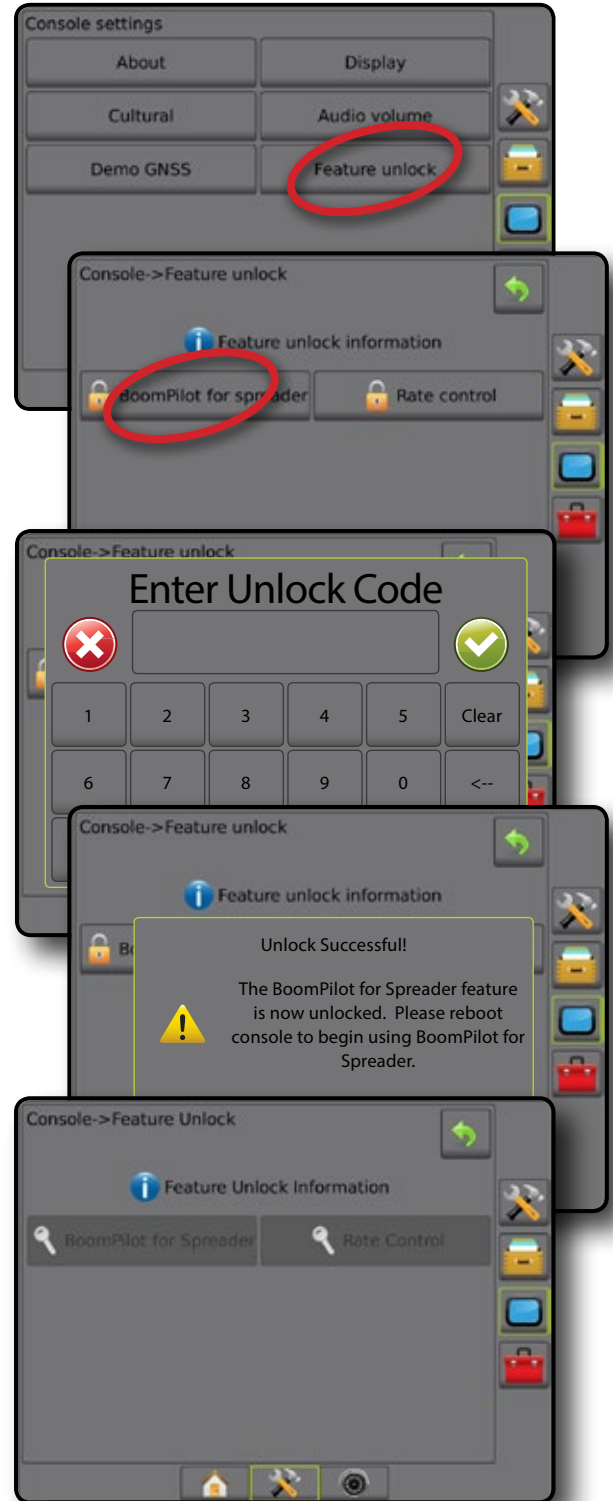 Console settings
About
Display
Cultural
Audio volume
Demo GNSS
Feature unlock
Console->Feature unlock
Feature unlock information
BoomPilot for spreader
Rate control
Console->Feature unlock
Enter Unlock Code
1 2 3 4 5 Clear
6 7 8 9 0 <--
Console->Feature unlock
Feature unlock information
Bo
Unlock Successful!
The BoomPilot for Spreader feature
is now unlocked. Please reboot
console to begin using BoomPilot for
Spreader.
Console->Feature Unlock
Feature Unlock Information
BoomPilot for Spreader
Rate Control